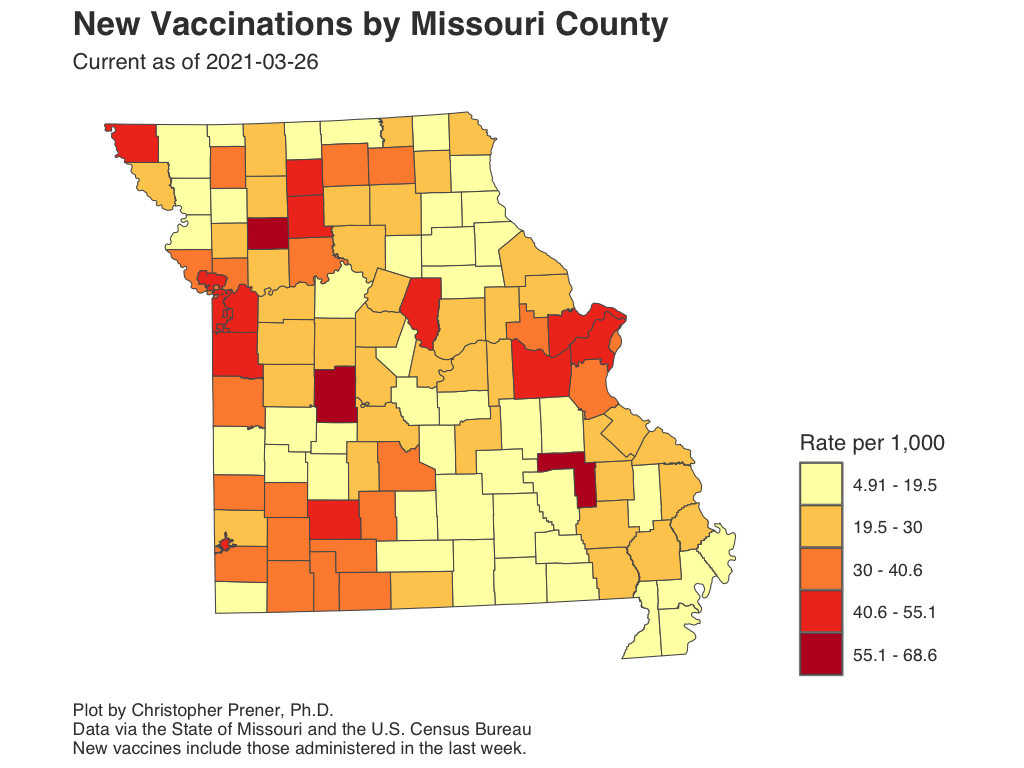 New Vaccinations by Missouri County
Current as of 2021-03-26
Rate per 1,000
4.91 - 19.5
19.5 - 30
30 - 40.6
40.6 - 55.1
55.1 - 68.6
Plot by Christopher Prener, Ph.D.
Data via the State of Missouri and the U.S. Census Bureau
New vaccines include those administered in the last week.